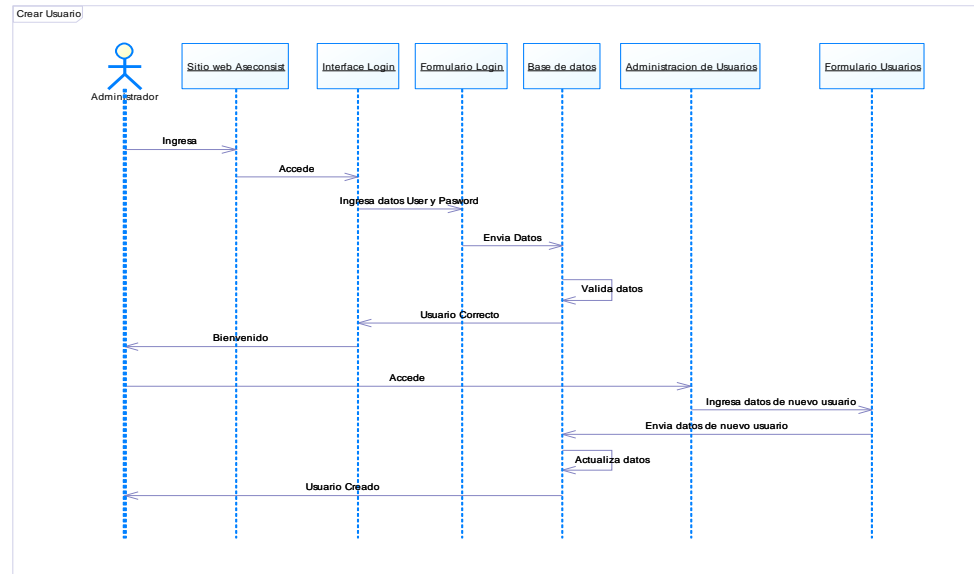 Crear Usuario
Sitio web Aseconsist
Interface Login
Formulario Login
Base de datos
Administracion de Usuarios
Formulario Usuarios
Administrador
Ingresa
Accede
Ingresa datos User y Pasword
Envia Datos
Valida datos
Usuario Correcto
Bienvenido
Accede
Ingresa datos de nuevo usuario
Envia datos de nuevo usuario
Actualiza datos
Usuario Creado